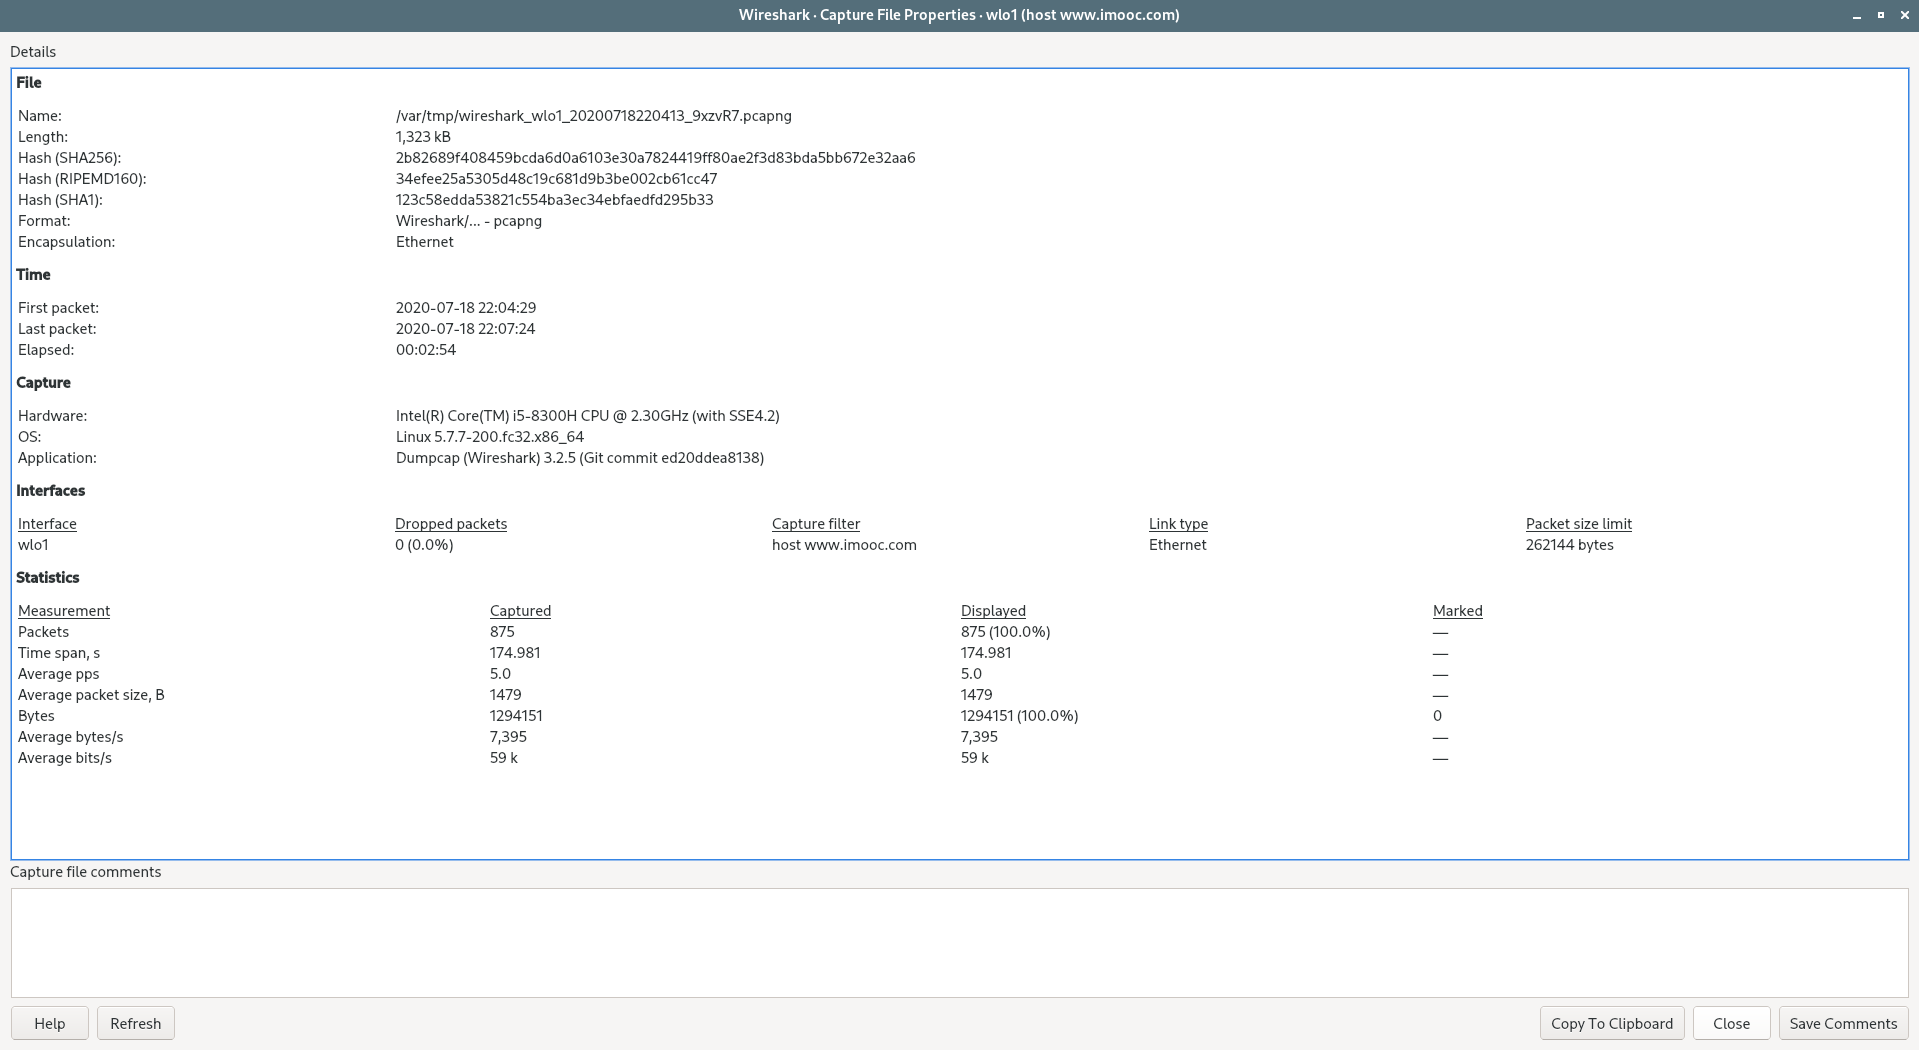 Wireshark · Capture File Properties · wlo1 (host www.imooc.com)
Details
File
Name: /var/tmp/wireshark_wlo1_20200718220413_9xzvR7.pcapng
Length: 1,323 kB
Hash (SHA256): 2b82689f408459bcda6d0a6103e30a7824419ff80ae2f3d83bda5bb672e32aa6
Hash (RIPEMD160): 34efee25a5305d48c19c681d9b3be002cb61cc47
Hash (SHA1): 123c58edda53821c554ba3ec34ebfaedfd295b33
Format: Wireshark/... - pcapng
Encapsulation: Ethernet
Time
First packet: 2020-07-18 22:04:29
Last packet: 2020-07-18 22:07:24
Elapsed: 00:02:54
Capture
Hardware: Intel(R) Core(TM) i5-8300H CPU @ 2.30GHz (with SSE4.2)
OS: Linux 5.7.7-200.fc32.x86_64
Application: Dumpcap (Wireshark) 3.2.5 (Git commit ed20ddea8138)
Interfaces
Interface Dropped packets Capture filter Link type Packet size limit
wlo1 0 (0.0%) host www.imooc.com Ethernet 262144 bytes
Statistics
Measurement Captured Displayed Marked
Packets 875 875 (100.0%) —
Time span, s 174.981 174.981 —
Average pps 5.0 5.0 —
Average packet size, B 1479 1479 —
Bytes 1294151 1294151 (100.0%) 0
Average bytes/s 7,395 7,395 —
Average bits/s 59 k 59 k —
Capture file comments
Help Refresh Copy To Clipboard Close Save Comments